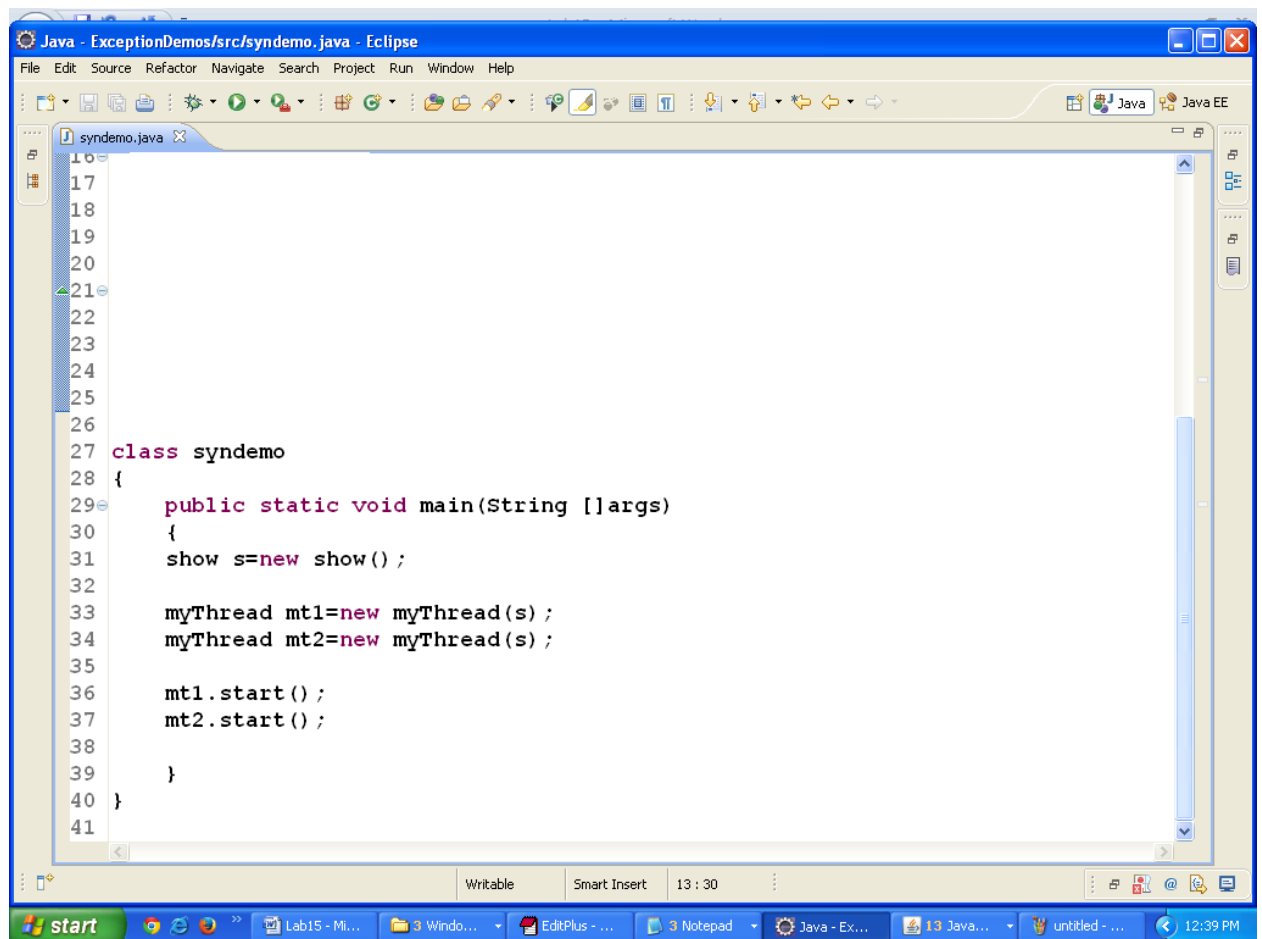 Java - ExceptionDemos/src/syndemo.java - Eclipse
File Edit Source Refactor Navigate Search Project Run Window Help
Java Java EE
syndemo.java
16
17
18
19
20
21
22
23
24
25
26
27 class syndemo
28 {
29 public static void main(String []args)
30 {
31 show s=new show();
32
33 myThread mt1=new myThread(s);
34 myThread mt2=new myThread(s);
35
36 mt1.start();
37 mt2.start();
38
39 }
40 }
41
Writable Smart Insert 13 : 30
start Lab15 - Mi... 3 Windo... EditPlus - ... 3 Notepad Java - Ex... 13 Java... untitled - ... 12:39 PM